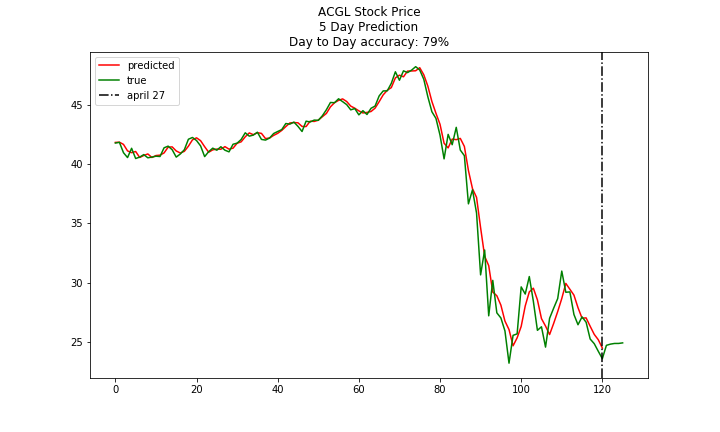 ACGL Stock Price
5 Day Prediction
Day to Day accuracy: 79%
predicted
true
april 27
45
40
35
30
25
0
20
40
60
80
100
120